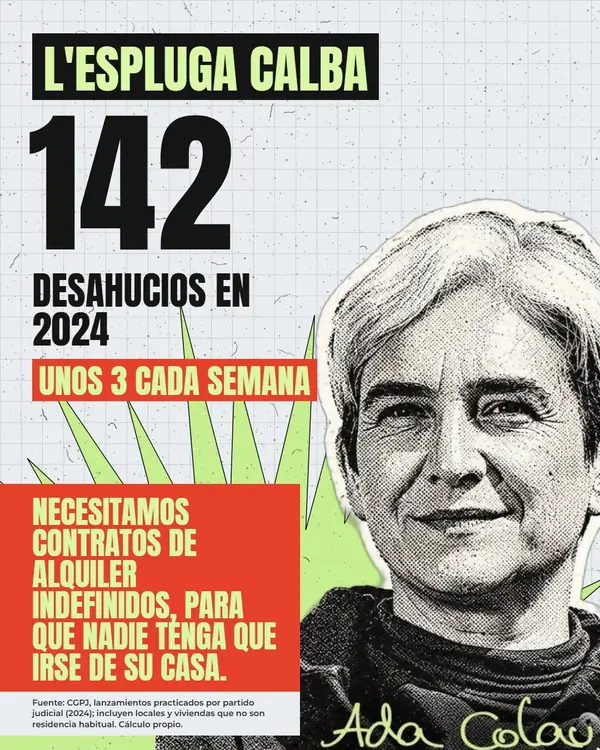 L'ESPLUGA CALBA
142
DESAHUCIOS EN
2024
UNOS 3 CADA SEMANA
NECESITAMOS
CONTRATOS DE
ALQUILER
INDEFINIDOS, PARA
QUE NADIE TENGA QUE
IRSE DE SU CASA.
Fuente: CGPJ, lanzamientos practicados por partido
judicial (2024); incluyen locales y viviendas que no son
residencia habitual. Cálculo propio.
Ada Colau